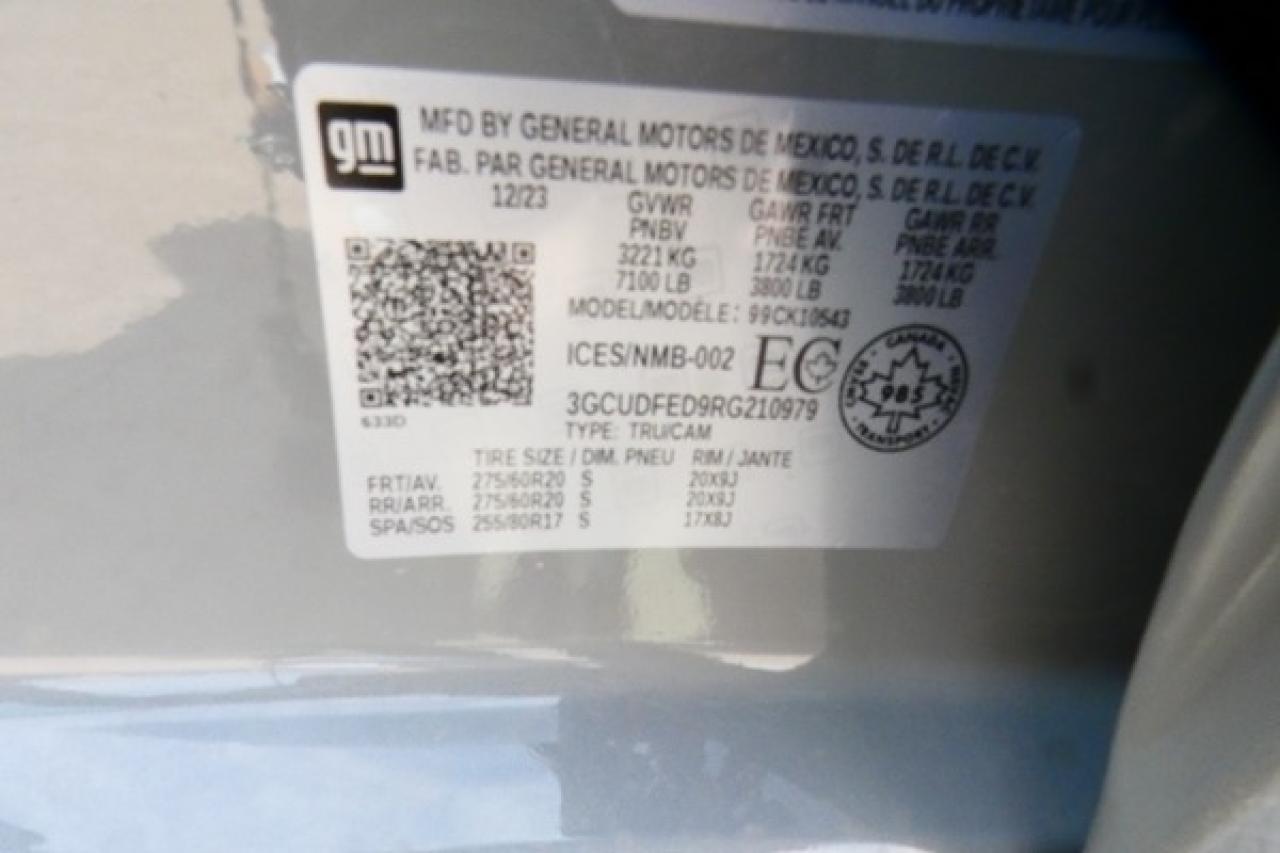 gm
MFD BY GENERAL MOTORS DE MEXICO, S. DE R.L. DE C.V.
FAB. PAR GENERAL MOTORS DE MEXICO, S. DE R.L. DE C.V.
12/23 GVWR GAWR FRT GAWR RR
PNBV PNBE AV. PNBE ARR.
3221 KG 1724 KG 1724 KG
7100 LB 3800 LB 3800 LB
MODEL/MODÈLE: 99CK10543
ICES/NMB-002 EC
CANADA
985
TRANSPORT
3GCUDFED9RG210979
633D
TYPE: TRU/CAM
TIRE SIZE / DIM. PNEU RIM / JANTE
FRT/AV. 275/60R20 S 20X9J
RR/ARR. 275/60R20 S 20X9J
SPA/SOS 255/80R17 S 17X8J